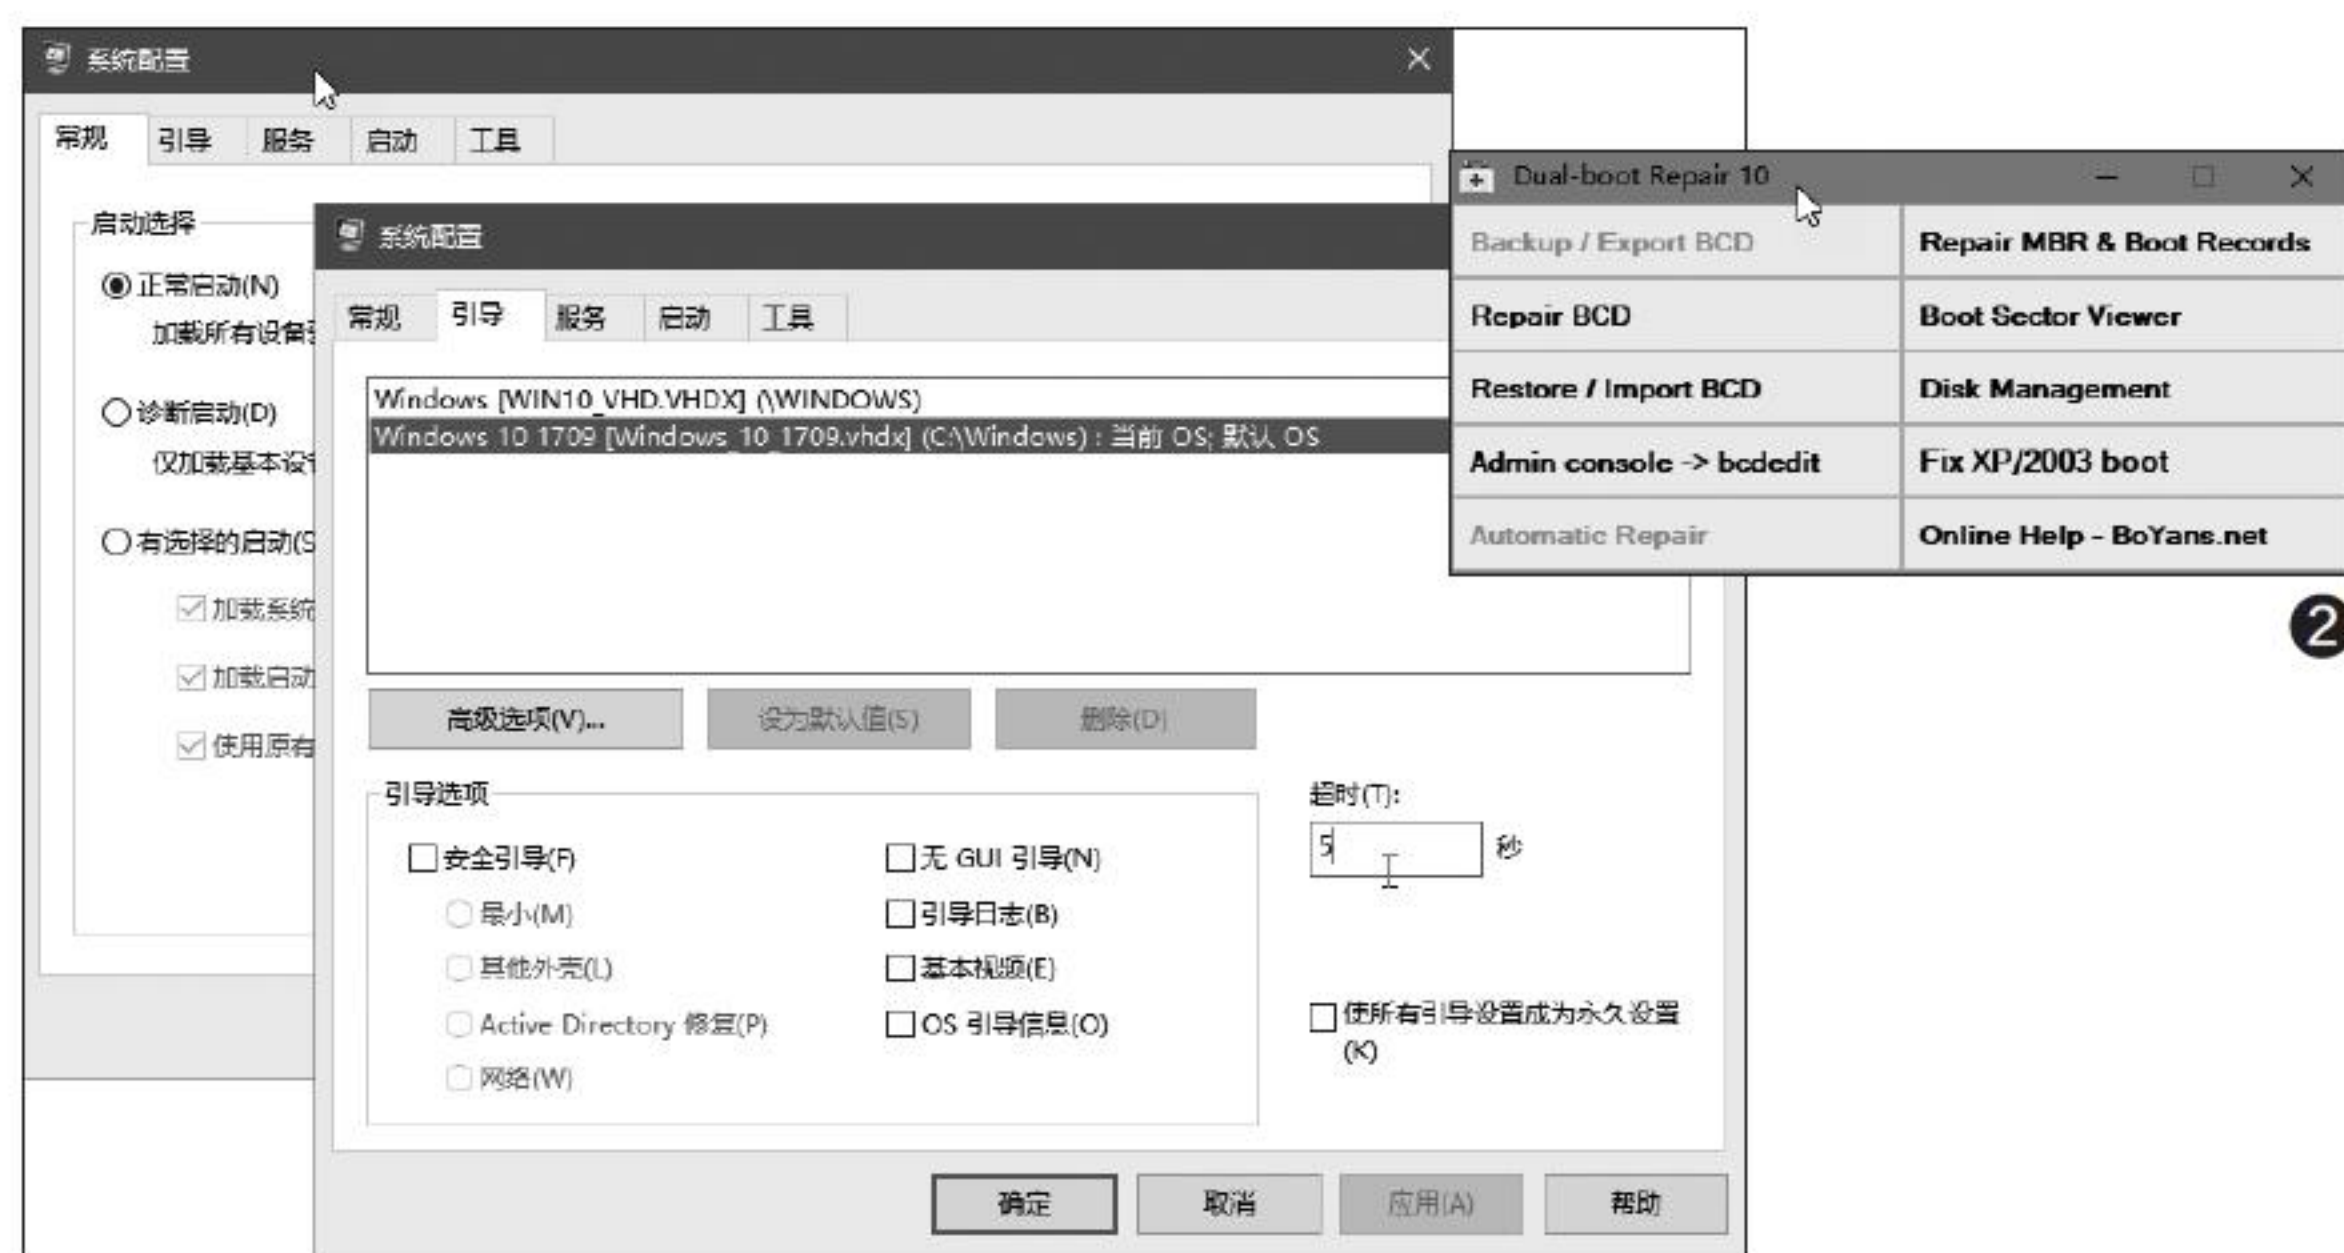 系统配置
常规 引导 服务 启动 工具
启动选择
正常启动(N)
加载所有设备
诊断启动(D)
仅加载基本设
有选择的启动(S
加载系统
加载启动
使用原有
系统配置
常规 引导 服务 启动 工具
Windows [WIN10_VHD.VHDX] (\WINDOWS)
Windows 10 1709 [Windows_10_1709.vhdx] (C:\Windows) : 当前 OS; 默认 OS
高级选项(V)... 设为默认值(S) 删除(D)
引导选项
安全引导(F)
最小(M)
其他外壳(L)
Active Directory 修复(P)
网络(W)
无 GUI 引导(N)
引导日志(B)
基本视频(E)
OS 引导信息(O)
超时(T):
5 秒
使所有引导设置成为永久设置
(K)
确定 取消 应用(A) 帮助
Dual-boot Repair 10
Backup / Export BCD Repair MBR & Boot Records
Repair BCD Boot Sector Viewer
Restore / Import BCD Disk Management
Admin console -> bcdedit Fix XP/2003 boot
Automatic Repair Online Help - BoYans.net
2